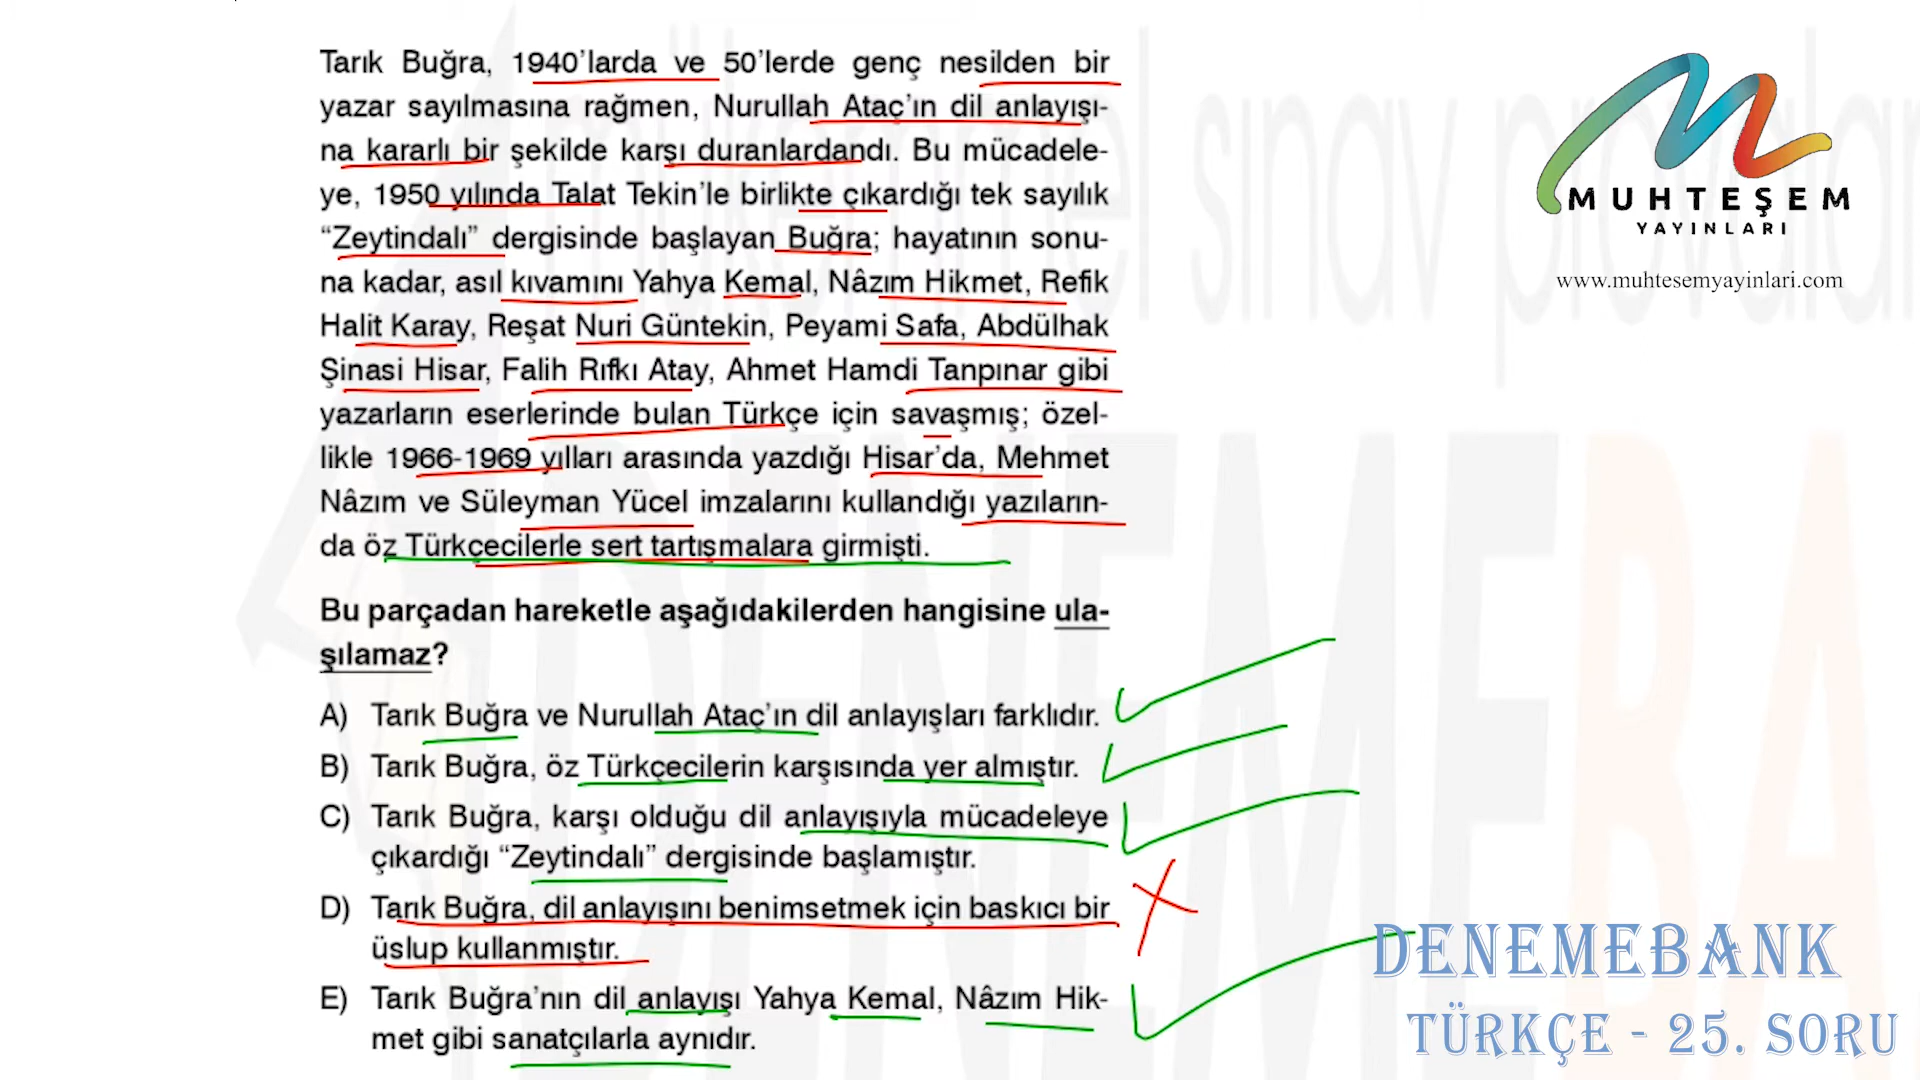 Tarık Buğra, 1940’larda ve 50’lerde genç nesilden bir
yazar sayılmasına rağmen, Nurullah Ataç’ın dil anlayışı-
na kararlı bir şekilde karşı duranlardandı. Bu mücadele-
ye, 1950 yılında Talat Tekin’le birlikte çıkardığı tek sayılık
“Zeytindalı” dergisinde başlayan Buğra; hayatının sonu-
na kadar, asıl kıvamını Yahya Kemal, Nâzım Hikmet, Refik
Halit Karay, Reşat Nuri Güntekin, Peyami Safa, Abdülhak
Şinasi Hisar, Falih Rıfkı Atay, Ahmet Hamdi Tanpınar gibi
yazarların eserlerinde bulan Türkçe için savaşmış; özel-
likle 1966-1969 yılları arasında yazdığı Hisar’da, Mehmet
Nâzım ve Süleyman Yücel imzalarını kullandığı yazıların-
da öz Türkçecilerle sert tartışmalara girmişti.
Bu parçadan hareketle aşağıdakilerden hangisine ula-
şılamaz?
A) Tarık Buğra ve Nurullah Ataç’ın dil anlayışları farklıdır.
B) Tarık Buğra, öz Türkçecilerin karşısında yer almıştır.
C) Tarık Buğra, karşı olduğu dil anlayışıyla mücadeleye
çıkardığı “Zeytindalı” dergisinde başlamıştır.
D) Tarık Buğra, dil anlayışını benimsetmek için baskıcı bir
üslup kullanmıştır.
E) Tarık Buğra’nın dil anlayışı Yahya Kemal, Nâzım Hik-
met gibi sanatçılarla aynıdır.
MUHTEŞEM
YAYINLARI
www.muhtesemyayinlari.com
sınav provaları
DENEMEBA
DENEMEBANK
TÜRKÇE - 25. SORU